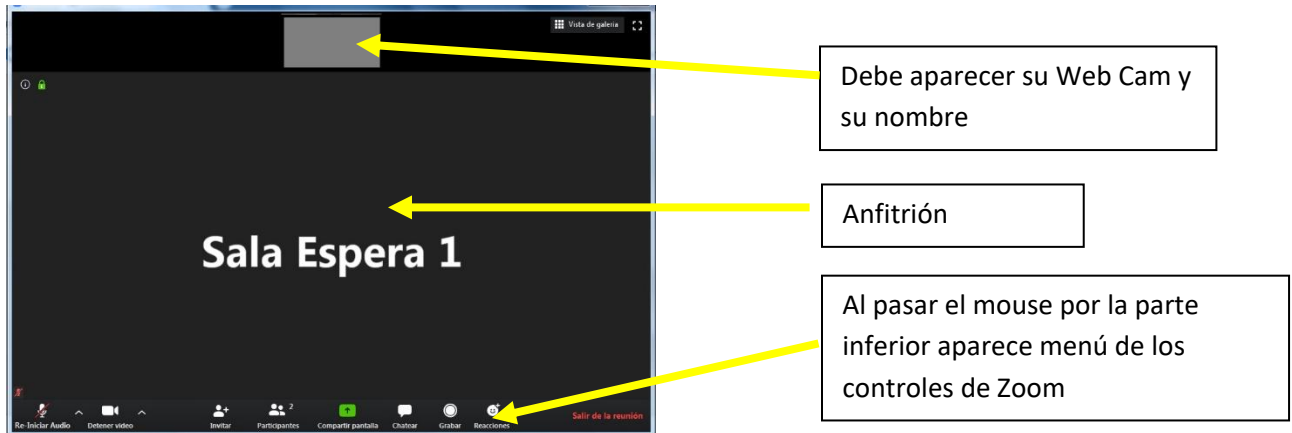 Vista de galería
Debe aparecer su Web Cam y
su nombre
Anfitrión
Sala Espera 1
Al pasar el mouse por la parte
inferior aparece menú de los
controles de Zoom
2
Re-Iniciar Audio Detener video Invitar Participantes Compartir pantalla Chatear Grabar Reacciones Salir de la reunión